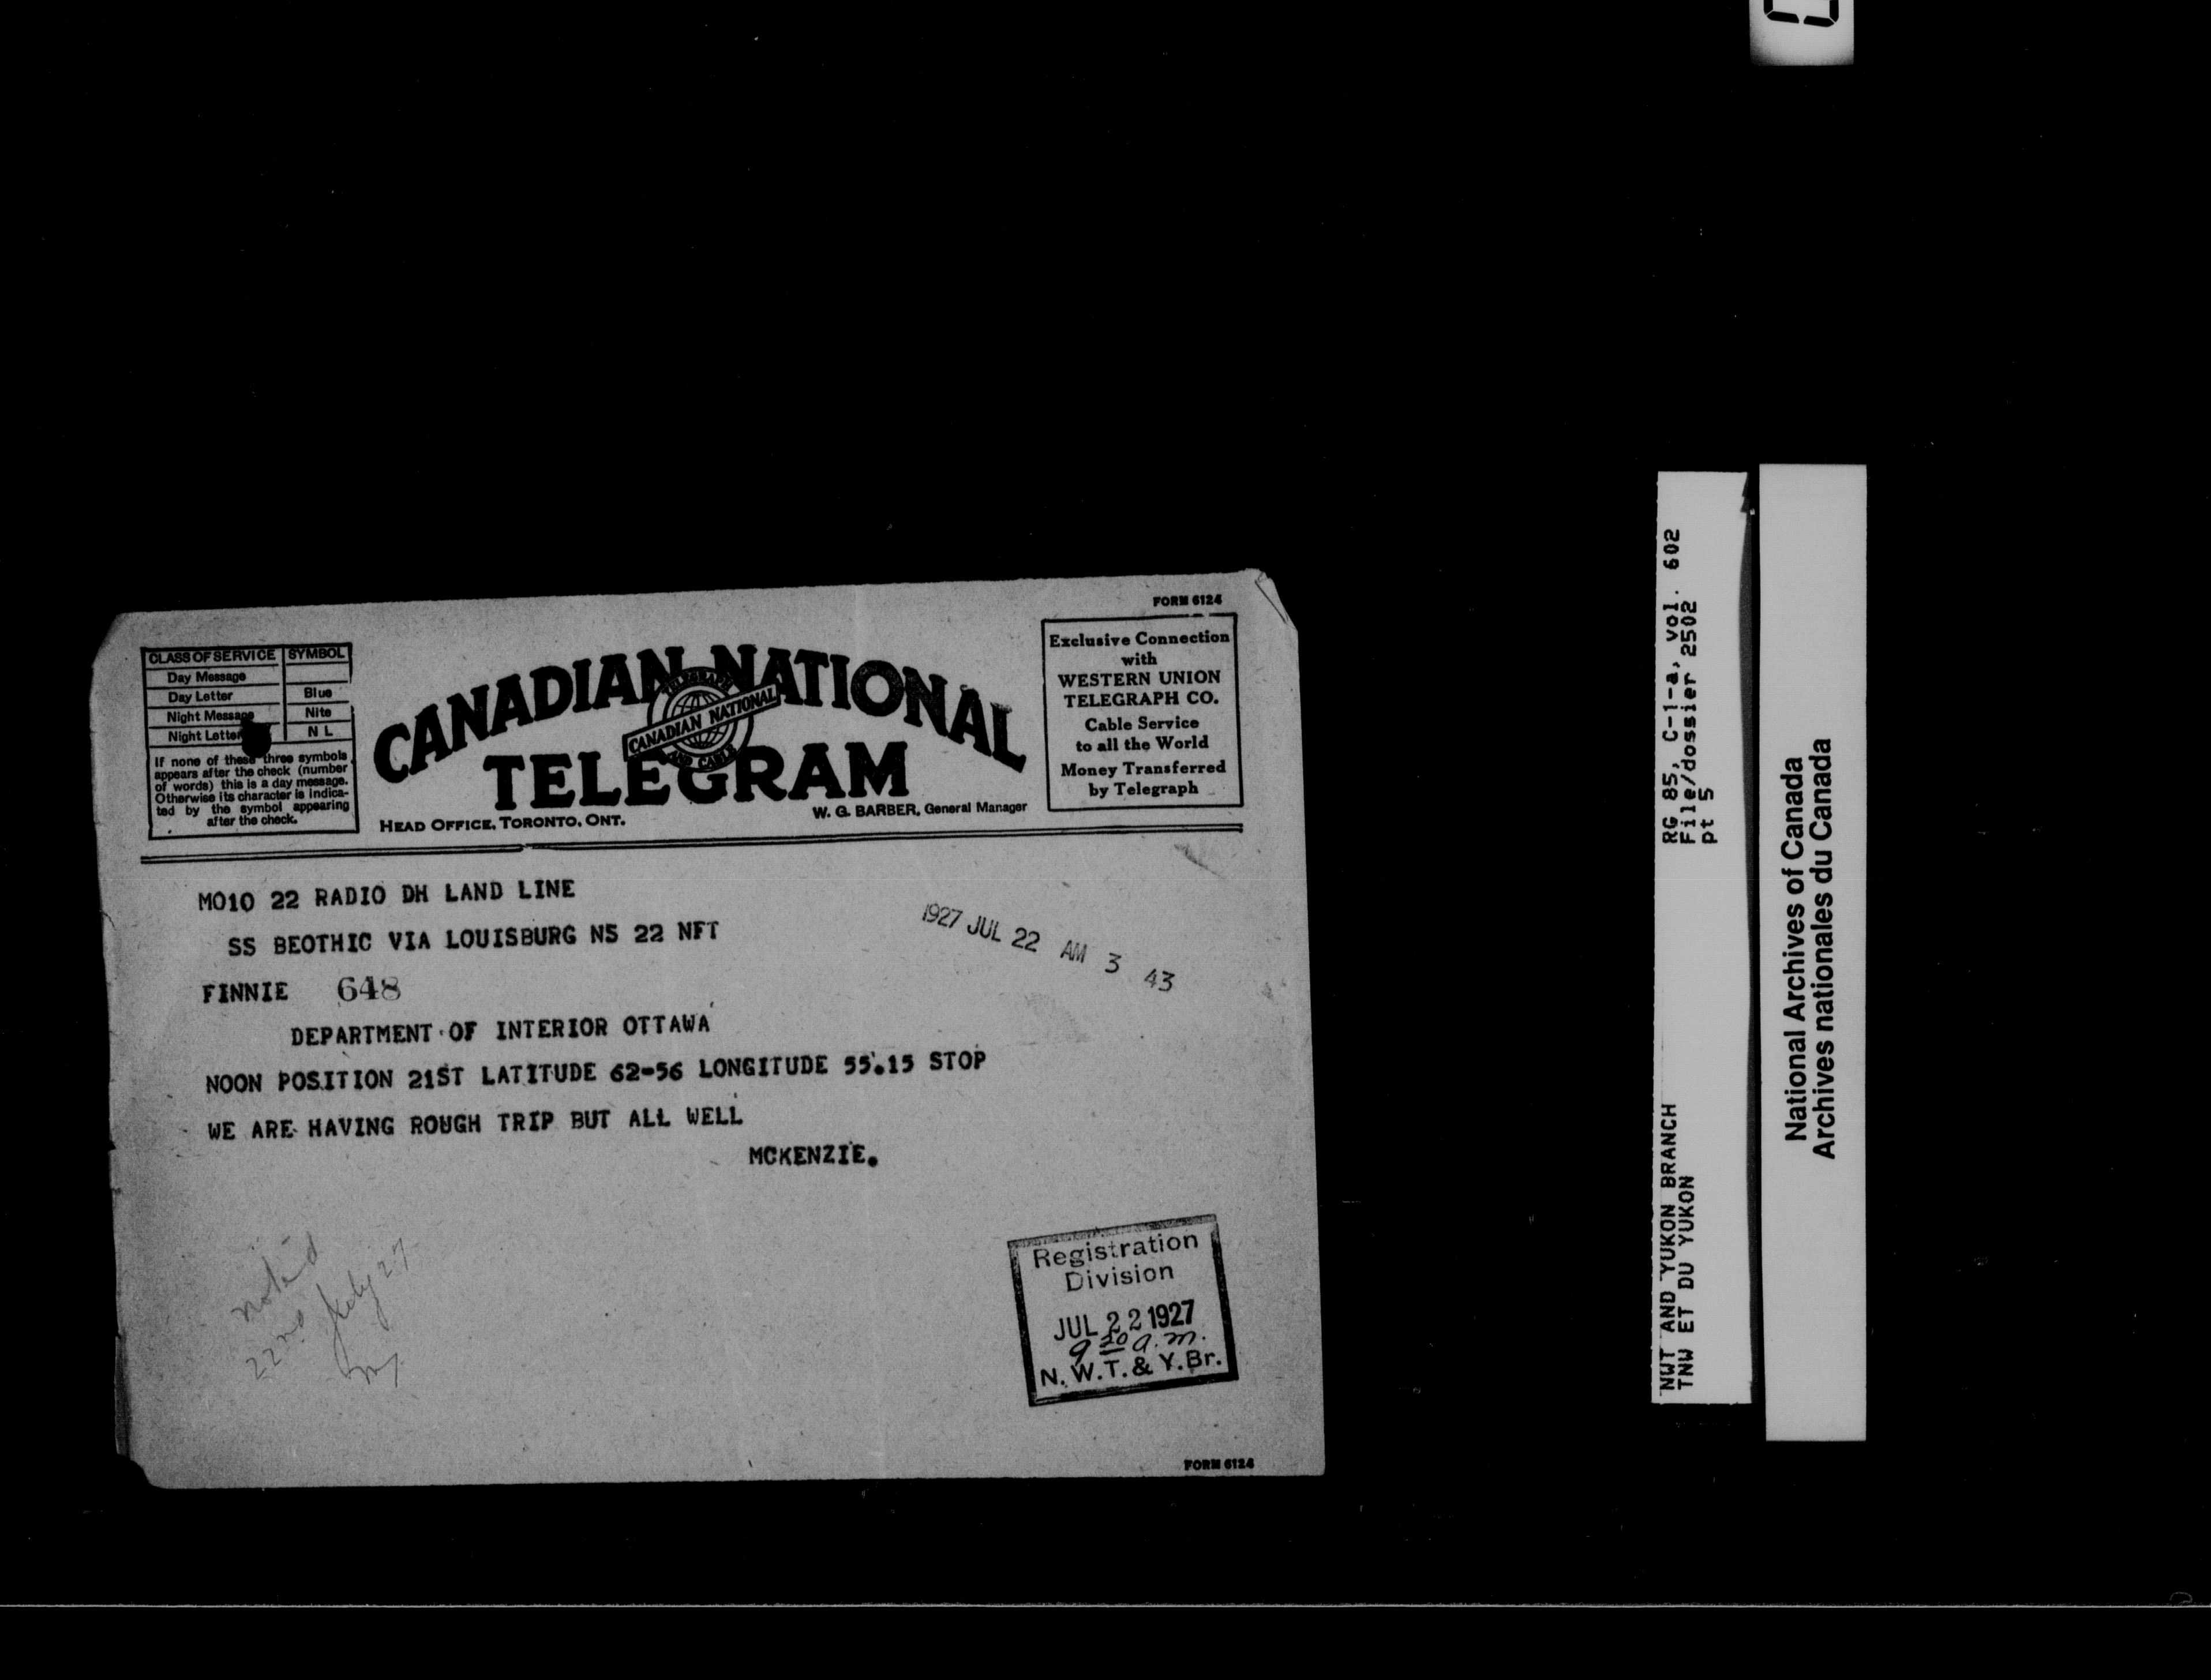 FORM 6124
CLASS OF SERVICE SYMBOL
Day Message
Day Letter Blue
Night Message Nite
Night Letter N L
If none of these three symbols
appears after the check (number
of words) this is a day message.
Otherwise its character is indica-
ted by the symbol appearing
after the check.
CANADIAN NATIONAL
TELEGRAPH
CANADIAN NATIONAL
AND CABLE
TELEGRAM
HEAD OFFICE, TORONTO, ONT.
W. G. BARBER, General Manager
Exclusive Connection
with
WESTERN UNION
TELEGRAPH CO.
Cable Service
to all the World
Money Transferred
by Telegraph
MO10 22 RADIO DH LAND LINE
SS BEOTHIC VIA LOUISBURG NS 22 NFT
1927 JUL 22 AM 3 43
FINNIE 648
DEPARTMENT OF INTERIOR OTTAWA
NOON POSITION 21ST LATITUDE 62-56 LONGITUDE 55.15 STOP
WE ARE HAVING ROUGH TRIP BUT ALL WELL
MCKENZIE.
noted
22nd July 27
Registration
Division
JUL 22 1927
9 50 a.m.
N.W.T. & Y.Br.
FORM 6124
RG 85, C-1-a, vol. 602
File/dossier 2502
pt 5
NWT AND YUKON BRANCH
TNW ET DU YUKON
National Archives of Canada
Archives nationales du Canada